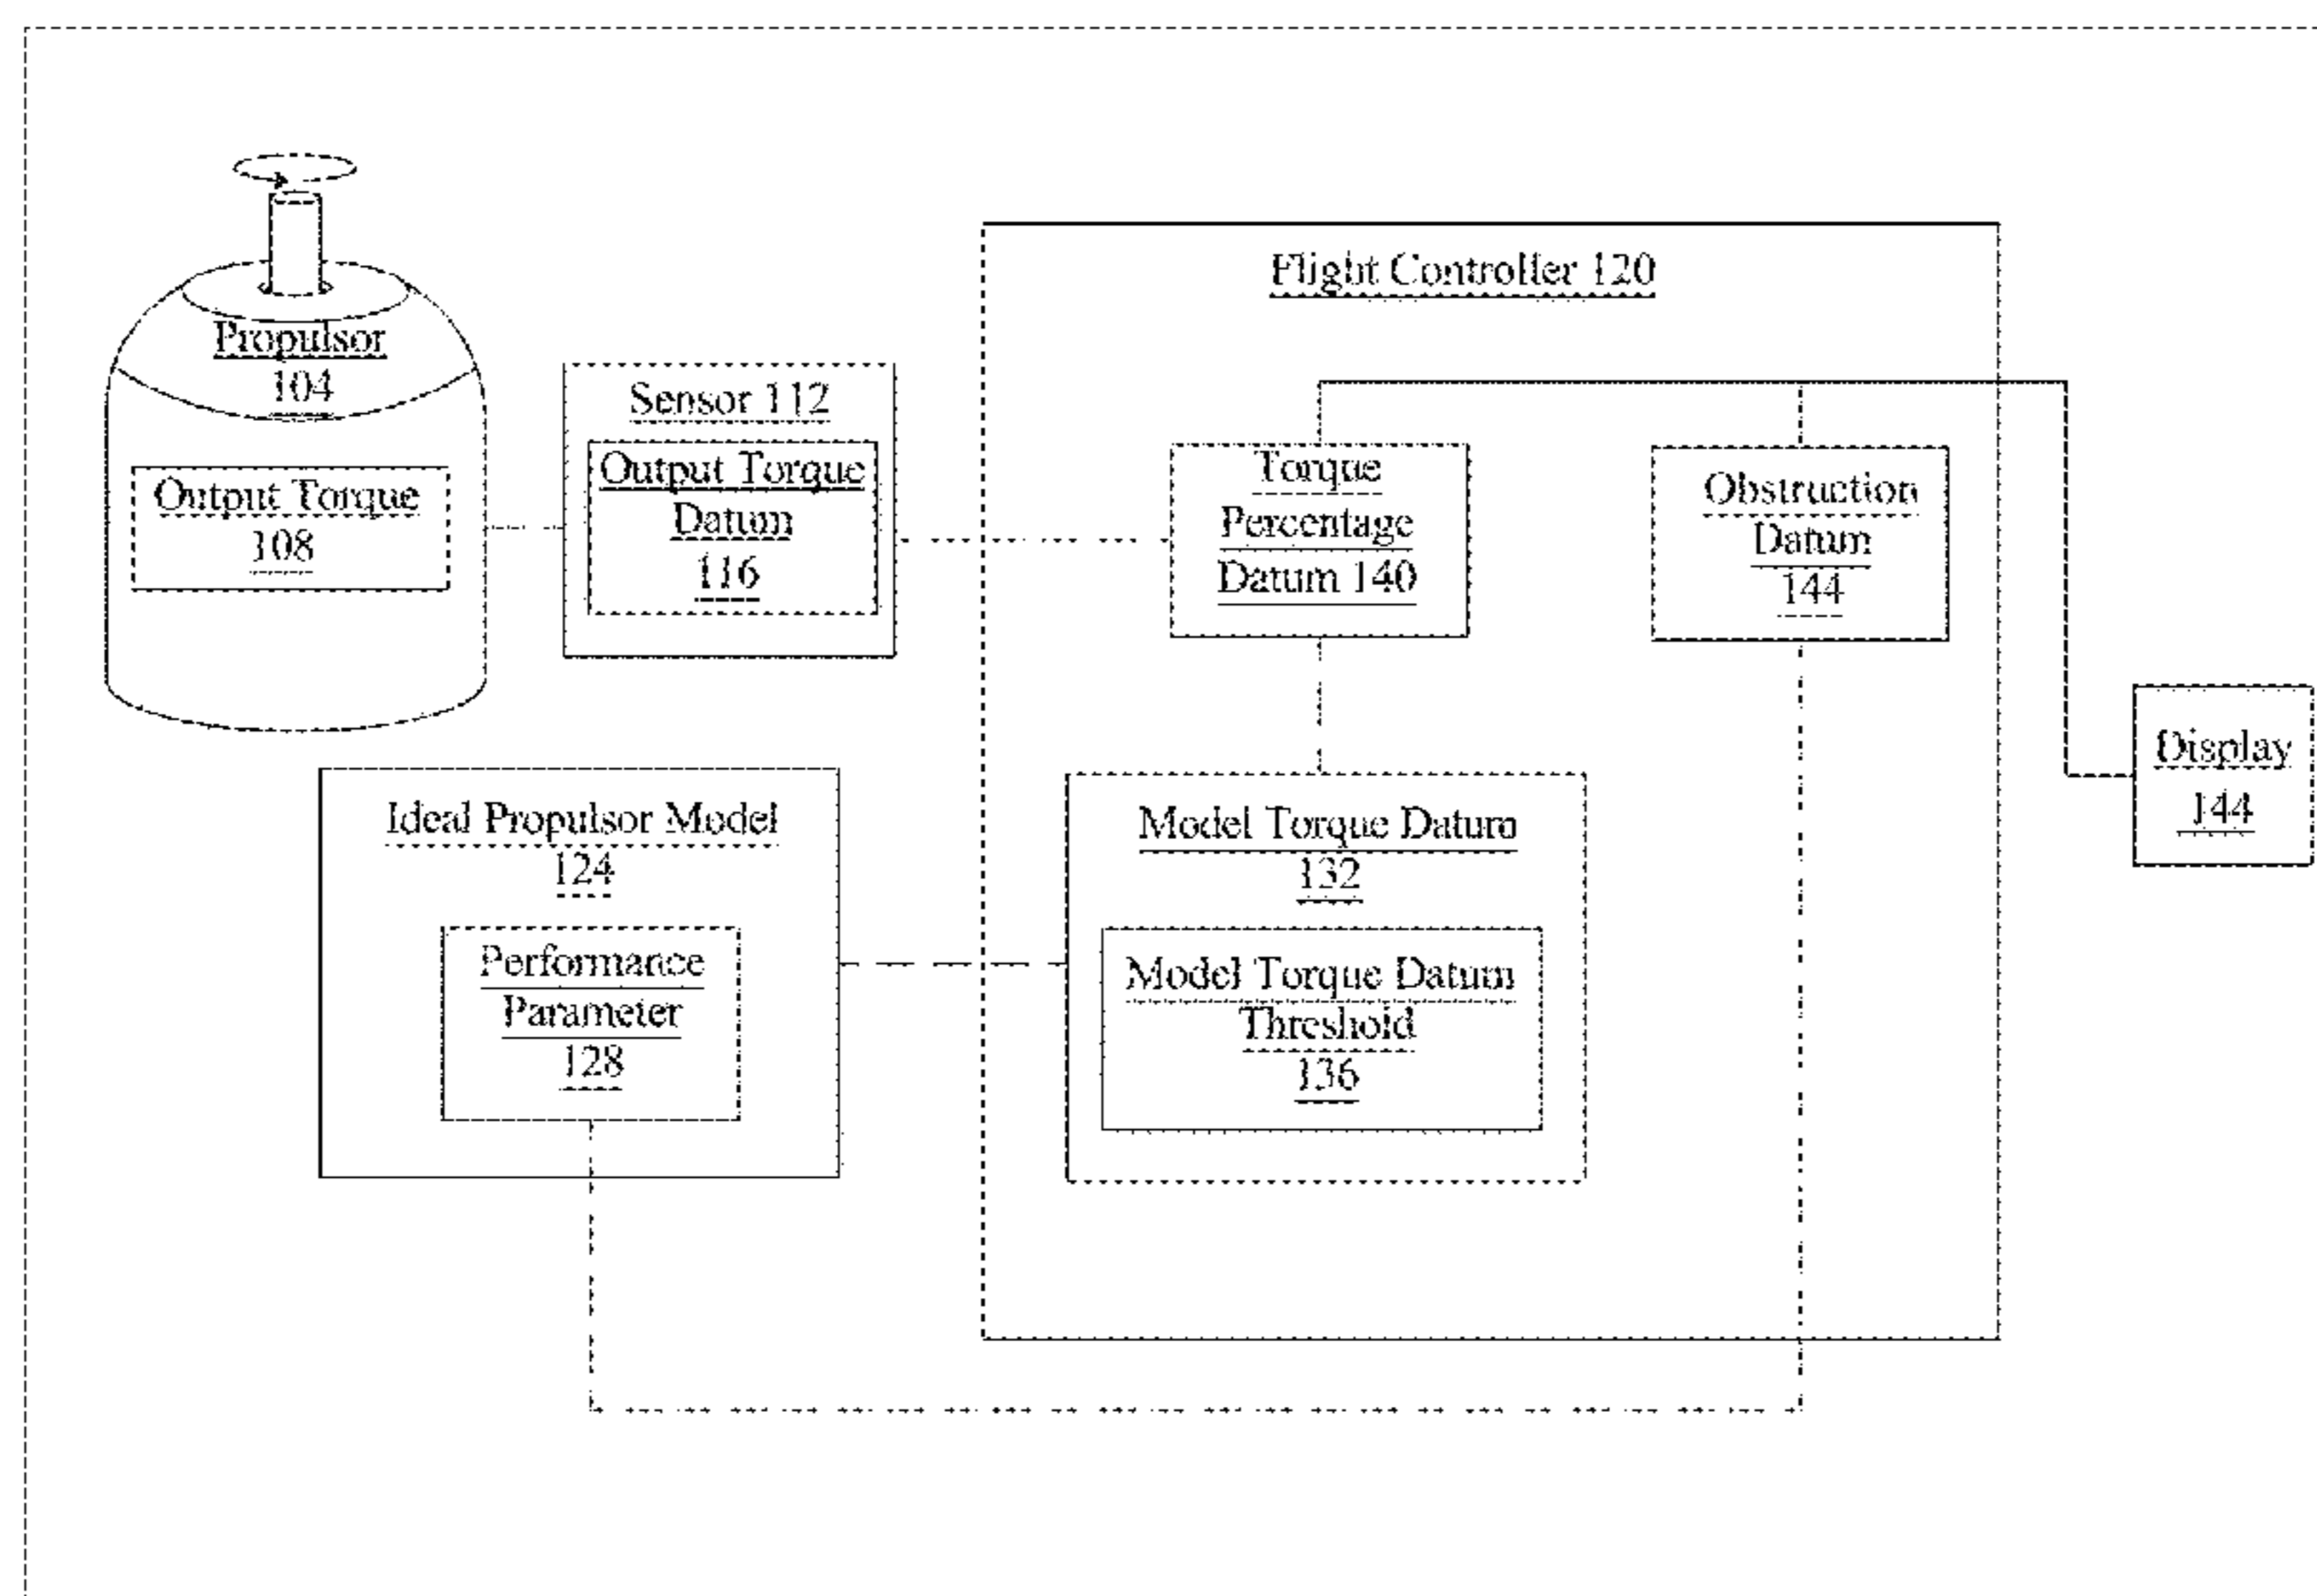 Flight Controller 120
Propulsor
104
Output Torque
108
Sensor 112
Output Torque
Datum
116
Torque
Percentage
Datum 140
Obstruction
Datum
144
Display
144
Ideal Propulsor Model
124
Performance
Parameter
128
Model Torque Datum
132
Model Torque Datum
Threshold
136